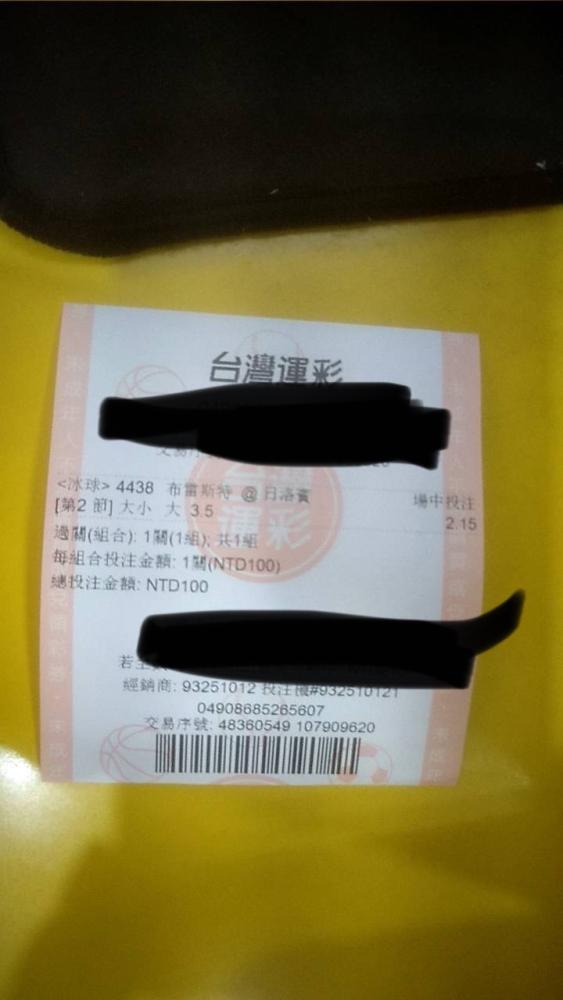 台灣運彩
<冰球> 4438 布雷斯特 @ 日洛賓
場中投注
[第2 節] 大小 大 3.5
2.15
過關(組合): 1關(1組); 共1組
每組合投注金額: 1關(NTD100)
總投注金額: NTD100
經銷商: 93251012 投注機#932510121
04908685265607
交易序號: 48360549 107909620